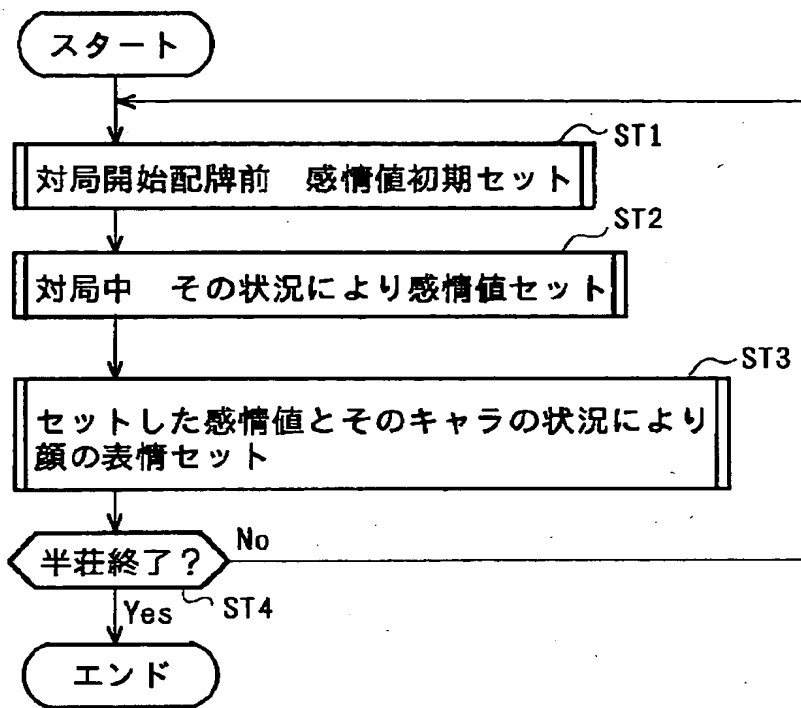 スタート
ST1
対局開始配牌前　感情値初期セット
ST2
対局中　その状況により感情値セット
ST3
セットした感情値とそのキャラの状況により
顔の表情セット
半荘終了？
No
ST4
Yes
エンド